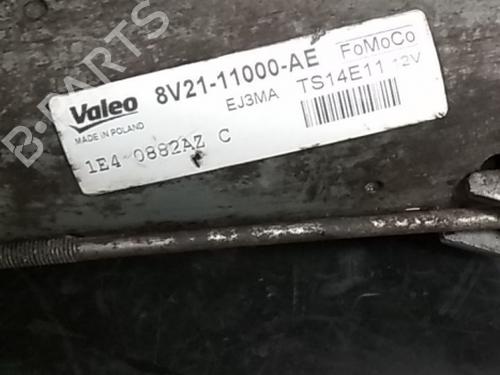 Valeo
MADE IN POLAND
8V21-11000-AE
FoMoCo
EJ3MA TS14E11 12V
1E4 0882AZ C
B-PARTS